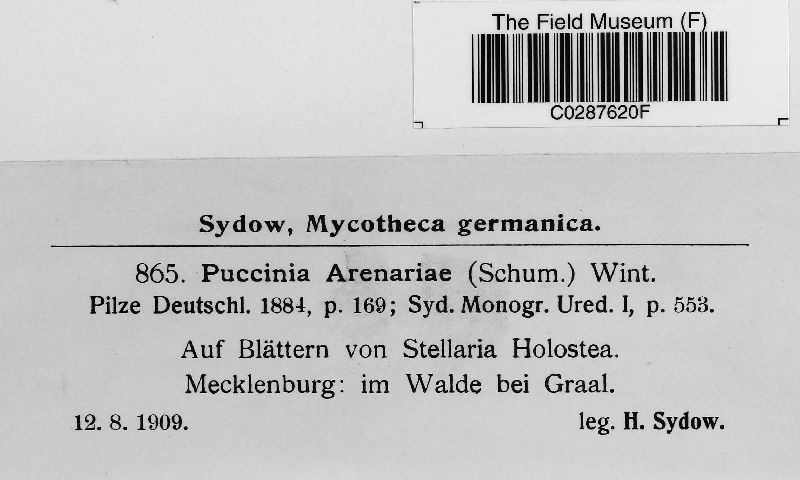 The Field Museum (F)
C0287620F
Sydow, Mycotheca germanica.
865. Puccinia Arenariae (Schum.) Wint.
Pilze Deutschl. 1884, p. 169; Syd. Monogr. Ured. I, p. 553.
Auf Blättern von Stellaria Holostea.
Mecklenburg: im Walde bei Graal.
12. 8. 1909. leg. H. Sydow.